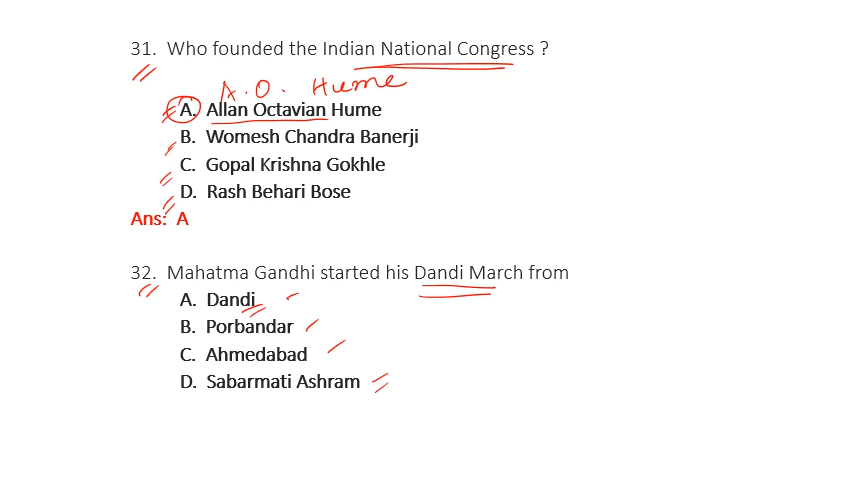 31. Who founded the Indian National Congress ?
A. O. Hume
A. Allan Octavian Hume
B. Womesh Chandra Banerji
C. Gopal Krishna Gokhle
D. Rash Behari Bose
Ans: A
32. Mahatma Gandhi started his Dandi March from
A. Dandi
B. Porbandar
C. Ahmedabad
D. Sabarmati Ashram